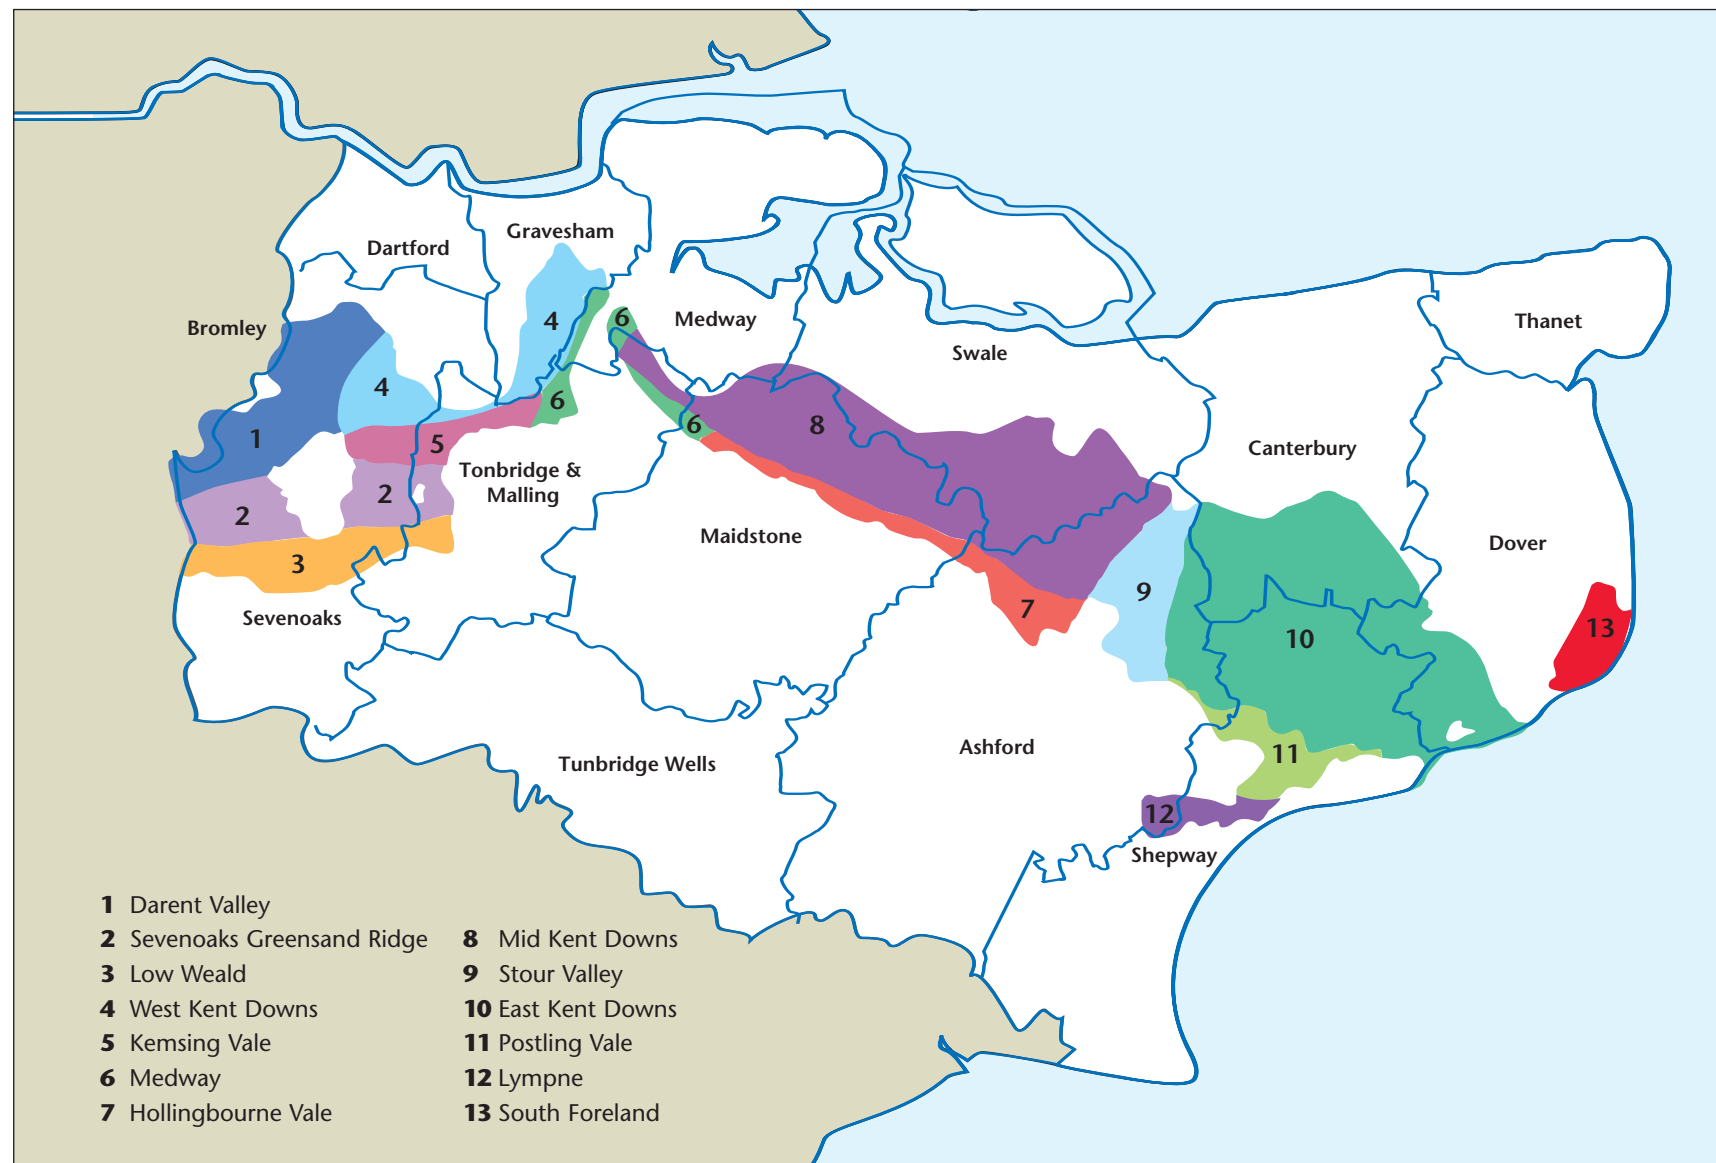 Gravesham
Dartford
Bromley
Medway
Thanet
Swale
Canterbury
Tonbridge &
Malling
Maidstone
Dover
Sevenoaks
Ashford
Tunbridge Wells
Shepway
4
6
4
6
8
6
1
5
2
2
3
9
7
13
10
11
12
1 Darent Valley
2 Sevenoaks Greensand Ridge
3 Low Weald
4 West Kent Downs
5 Kemsing Vale
6 Medway
7 Hollingbourne Vale
8 Mid Kent Downs
9 Stour Valley
10 East Kent Downs
11 Postling Vale
12 Lympne
13 South Foreland